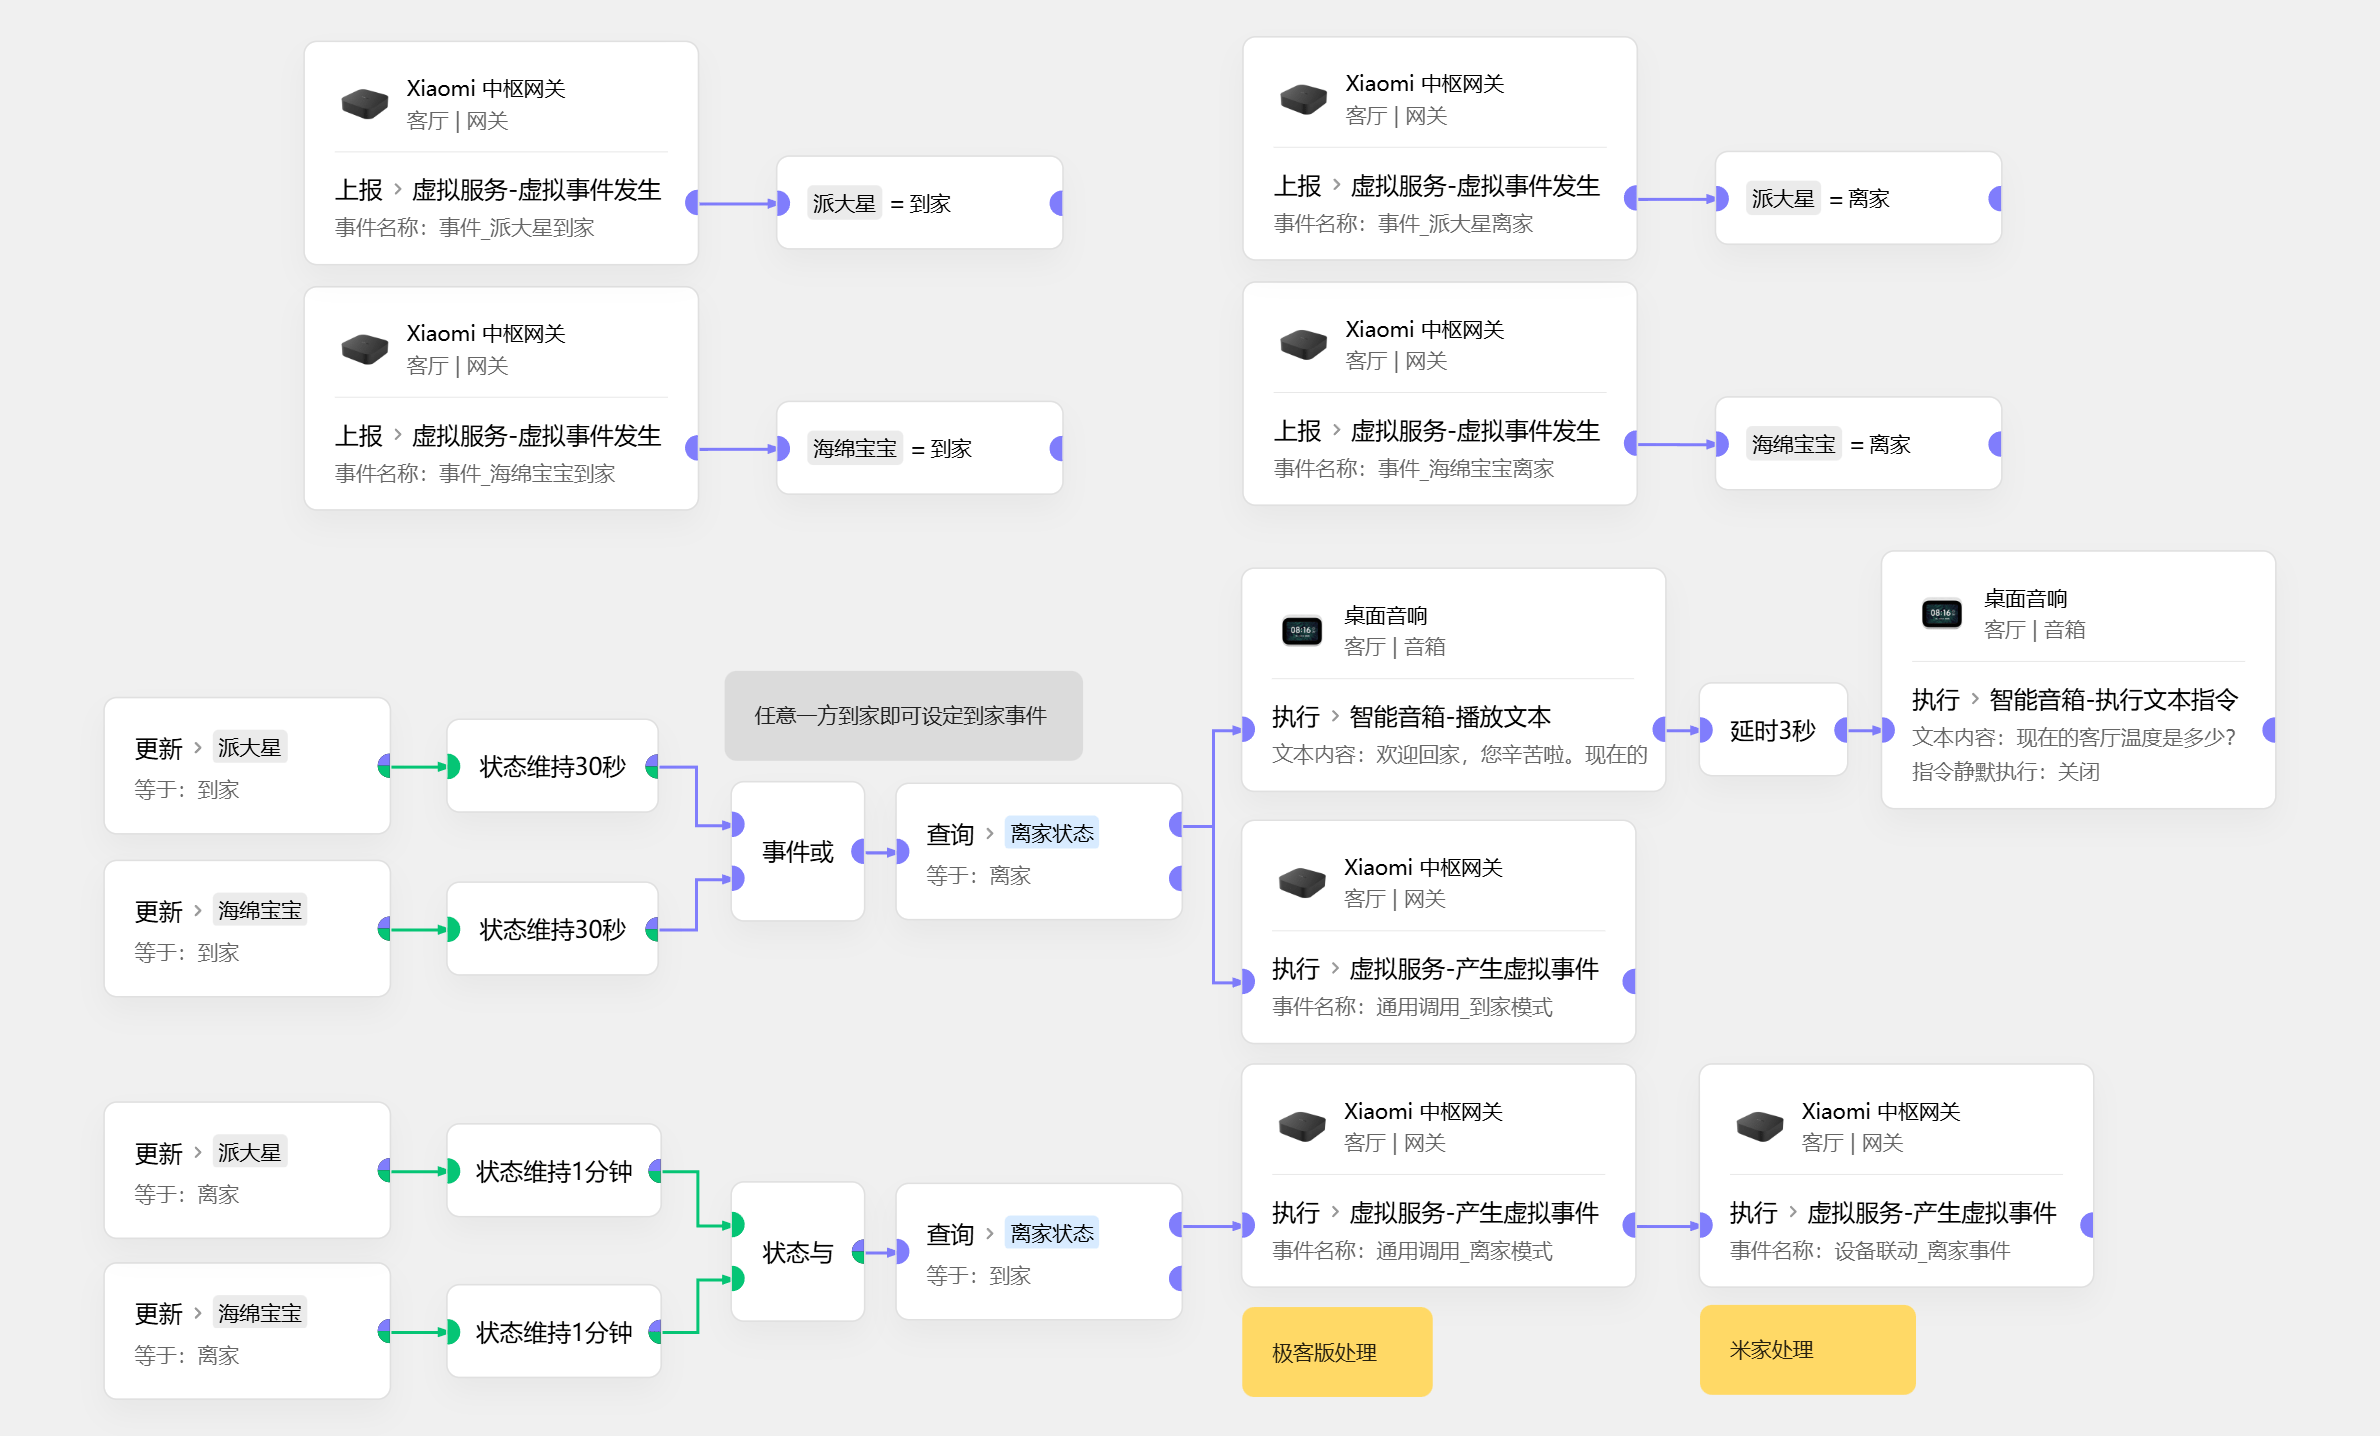 Xiaomi 中枢网关
客厅 | 网关
上报 > 虚拟服务-虚拟事件发生
事件名称：事件_派大星到家
派大星 = 到家
Xiaomi 中枢网关
客厅 | 网关
上报 > 虚拟服务-虚拟事件发生
事件名称：事件_派大星离家
派大星 = 离家
Xiaomi 中枢网关
客厅 | 网关
上报 > 虚拟服务-虚拟事件发生
事件名称：事件_海绵宝宝到家
海绵宝宝 = 到家
Xiaomi 中枢网关
客厅 | 网关
上报 > 虚拟服务-虚拟事件发生
事件名称：事件_海绵宝宝离家
海绵宝宝 = 离家
更新 > 派大星
等于：到家
状态维持30秒
更新 > 海绵宝宝
等于：到家
状态维持30秒
任意一方到家即可设定到家事件
事件或
查询 > 离家状态
等于：离家
桌面音响
客厅 | 音箱
执行 > 智能音箱-播放文本
文本内容：欢迎回家，您辛苦啦。现在的
延时3秒
08:16
桌面音响
客厅 | 音箱
执行 > 智能音箱-执行文本指令
文本内容：现在的客厅温度是多少？
指令静默执行：关闭
08:16
Xiaomi 中枢网关
客厅 | 网关
执行 > 虚拟服务-产生虚拟事件
事件名称：通用调用_到家模式
更新 > 派大星
等于：离家
状态维持1分钟
更新 > 海绵宝宝
等于：离家
状态维持1分钟
状态与
查询 > 离家状态
等于：到家
Xiaomi 中枢网关
客厅 | 网关
执行 > 虚拟服务-产生虚拟事件
事件名称：通用调用_离家模式
极客版处理
Xiaomi 中枢网关
客厅 | 网关
执行 > 虚拟服务-产生虚拟事件
事件名称：设备联动_离家事件
米家处理